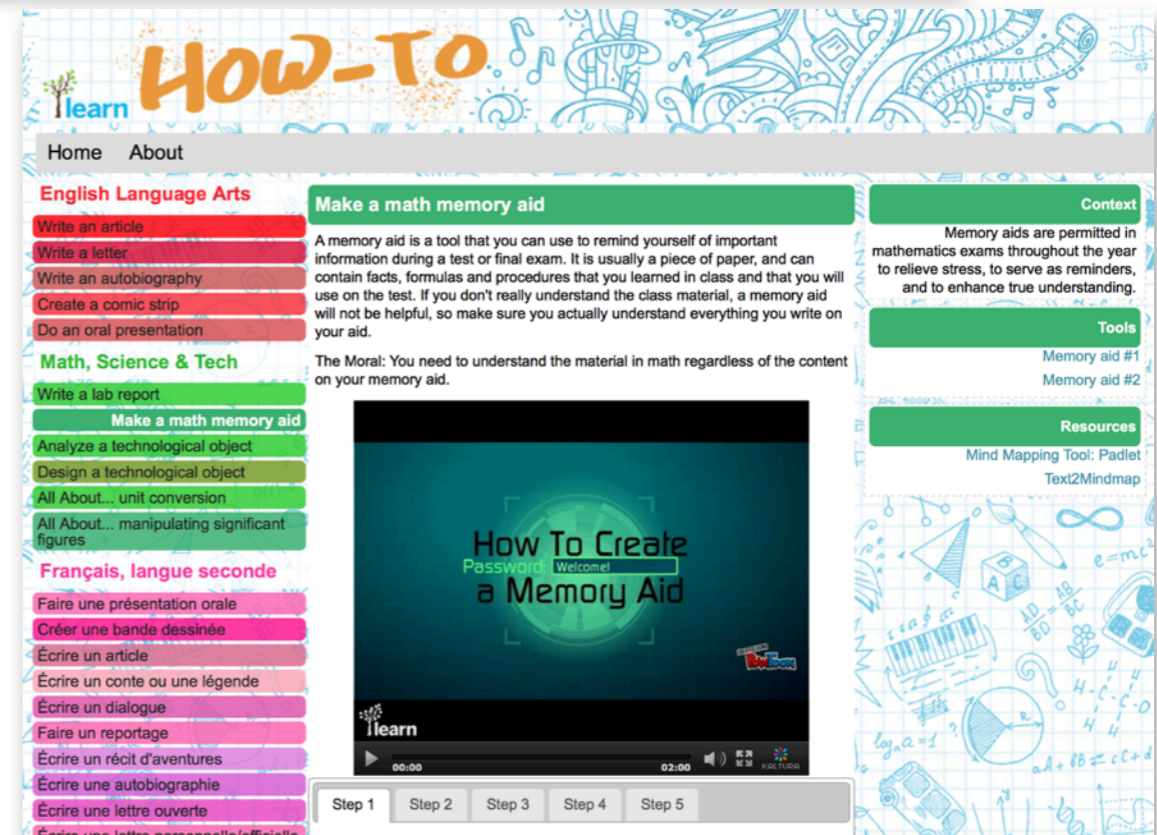 learn
HOW-TO
Home About
English Language Arts
Write an article
Write a letter
Write an autobiography
Create a comic strip
Do an oral presentation
Math, Science & Tech
Write a lab report
Make a math memory aid
Analyze a technological object
Design a technological object
All About... unit conversion
All About... manipulating significant
figures
Français, langue seconde
Faire une présentation orale
Créer une bande dessinée
Écrire un article
Écrire un conte ou une légende
Écrire un dialogue
Faire un reportage
Écrire un récit d'aventures
Écrire une autobiographie
Écrire une lettre ouverte
Écrire une lettre personnelle/officielle
Make a math memory aid
A memory aid is a tool that you can use to remind yourself of important
information during a test or final exam. It is usually a piece of paper, and can
contain facts, formulas and procedures that you learned in class and that you will
use on the test. If you don't really understand the class material, a memory aid
will not be helpful, so make sure you actually understand everything you write on
your aid.
The Moral: You need to understand the material in math regardless of the content
on your memory aid.
How To Create
Password: Welcome!
a Memory Aid
PowToon
learn
00:00 02:00 KALTURA
Step 1 Step 2 Step 3 Step 4 Step 5
Context
Memory aids are permitted in
mathematics exams throughout the year
to relieve stress, to serve as reminders,
and to enhance true understanding.
Tools
Memory aid #1
Memory aid #2
Resources
Mind Mapping Tool: Padlet
Text2Mindmap
e=mc²
A B C
AD = AB
BD BC
H-C-C-O
logₐa=1